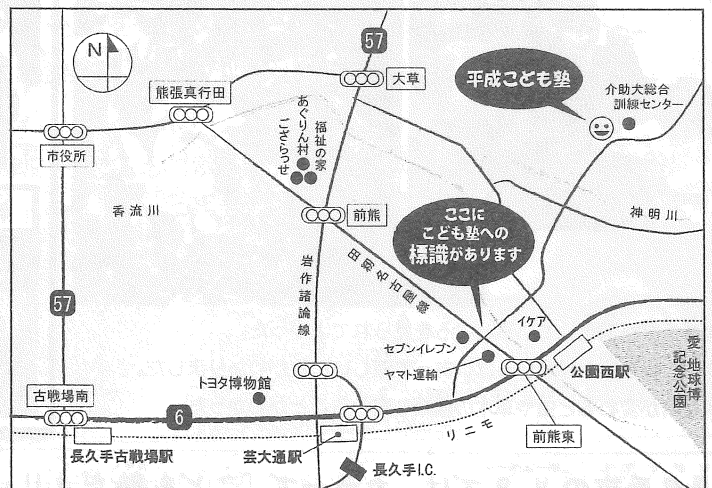 N
57
大草
平成こども塾
介助犬総合
訓練センター
熊張真行田
市役所
福祉の家
あぐりん村
ござらっせ
香流川
前熊
神明川
ここに
こども塾への
標識があります
岩作諸論線
田籾名古屋線
57
イケア
セブンイレブン
ヤマト運輸
公園西駅
愛・地球博
記念公園
トヨタ博物館
古戦場南
6
リニモ
前熊東
長久手古戦場駅
芸大通駅
長久手I.C.